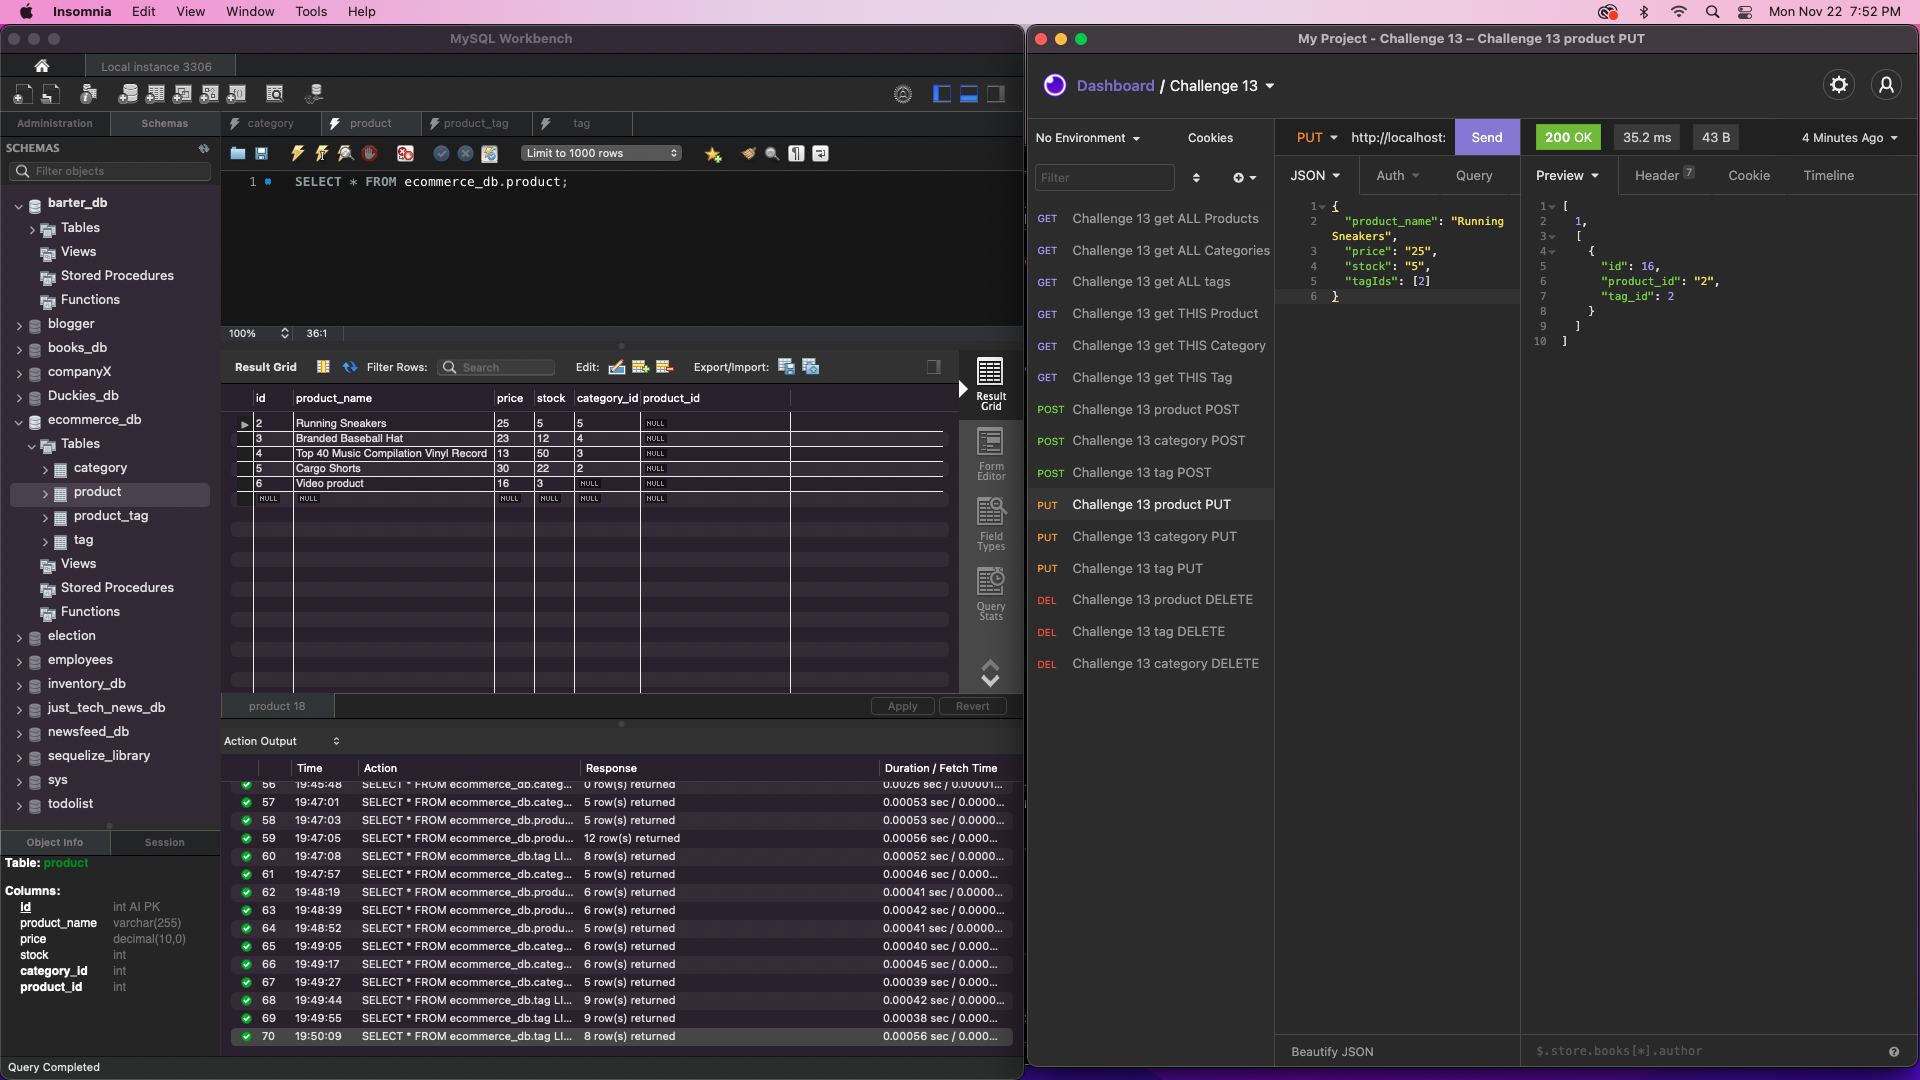 Insomnia Edit View Window Tools Help
Mon Nov 22 7:52 PM
MySQL Workbench
Local instance 3306
Administration Schemas
category product product_tag tag
SCHEMAS
Filter objects
Limit to 1000 rows
1 SELECT * FROM ecommerce_db.product;
barter_db
Tables
Views
Stored Procedures
Functions
blogger
books_db
companyX
Duckies_db
ecommerce_db
Tables
category
product
product_tag
tag
Views
Stored Procedures
Functions
election
employees
inventory_db
just_tech_news_db
newsfeed_db
sequelize_library
sys
todolist
100% 36:1
Result Grid Filter Rows: Search Edit: Export/Import:
id product_name price stock category_id product_id
2 Running Sneakers 25 5 5 NULL
3 Branded Baseball Hat 23 12 4 NULL
4 Top 40 Music Compilation Vinyl Record 13 50 3 NULL
5 Cargo Shorts 30 22 2 NULL
6 Video product 16 3 NULL NULL
NULL NULL NULL NULL NULL NULL
Result Grid
Form Editor
Field Types
Query Stats
product 18 Apply Revert
Action Output
Time Action Response Duration / Fetch Time
56 19:45:48 SELECT * FROM ecommerce_db.categ... 0 row(s) returned 0.0026 sec / 0.00001...
57 19:47:01 SELECT * FROM ecommerce_db.categ... 5 row(s) returned 0.00053 sec / 0.0000...
58 19:47:03 SELECT * FROM ecommerce_db.produ... 5 row(s) returned 0.00053 sec / 0.0000...
59 19:47:05 SELECT * FROM ecommerce_db.produ... 12 row(s) returned 0.00056 sec / 0.000...
60 19:47:08 SELECT * FROM ecommerce_db.tag LI... 8 row(s) returned 0.00052 sec / 0.0000...
61 19:47:57 SELECT * FROM ecommerce_db.categ... 5 row(s) returned 0.00046 sec / 0.000...
62 19:48:19 SELECT * FROM ecommerce_db.produ... 6 row(s) returned 0.00041 sec / 0.0000...
63 19:48:39 SELECT * FROM ecommerce_db.produ... 6 row(s) returned 0.00042 sec / 0.000...
64 19:48:52 SELECT * FROM ecommerce_db.produ... 5 row(s) returned 0.00041 sec / 0.0000...
65 19:49:05 SELECT * FROM ecommerce_db.categ... 6 row(s) returned 0.00040 sec / 0.000...
66 19:49:17 SELECT * FROM ecommerce_db.categ... 6 row(s) returned 0.00045 sec / 0.000...
67 19:49:27 SELECT * FROM ecommerce_db.categ... 5 row(s) returned 0.00039 sec / 0.000...
68 19:49:44 SELECT * FROM ecommerce_db.tag LI... 9 row(s) returned 0.00042 sec / 0.0000...
69 19:49:55 SELECT * FROM ecommerce_db.tag LI... 9 row(s) returned 0.00038 sec / 0.000...
70 19:50:09 SELECT * FROM ecommerce_db.tag LI... 8 row(s) returned 0.00056 sec / 0.000...
Object Info Session
Table: product
Columns:
id int AI PK
product_name varchar(255)
price decimal(10,0)
stock int
category_id int
product_id int
Query Completed
My Project - Challenge 13 – Challenge 13 product PUT
Dashboard / Challenge 13
No Environment Cookies
Filter
GET Challenge 13 get ALL Products
GET Challenge 13 get ALL Categories
GET Challenge 13 get ALL tags
GET Challenge 13 get THIS Product
GET Challenge 13 get THIS Category
GET Challenge 13 get THIS Tag
POST Challenge 13 product POST
POST Challenge 13 category POST
POST Challenge 13 tag POST
PUT Challenge 13 product PUT
PUT Challenge 13 category PUT
PUT Challenge 13 tag PUT
DEL Challenge 13 product DELETE
DEL Challenge 13 tag DELETE
DEL Challenge 13 category DELETE
PUT http://localhost: Send
JSON Auth Query
1 {
2 "product_name": "Running
Sneakers",
3 "price": "25",
4 "stock": "5",
5 "tagIds": [2]
6 }
Beautify JSON
200 OK 35.2 ms 43 B 4 Minutes Ago
Preview Header 7 Cookie Timeline
1 [
2 1,
3 [
4 {
5 "id": 16,
6 "product_id": "2",
7 "tag_id": 2
8 }
9 ]
10 ]
$.store.books[*].author